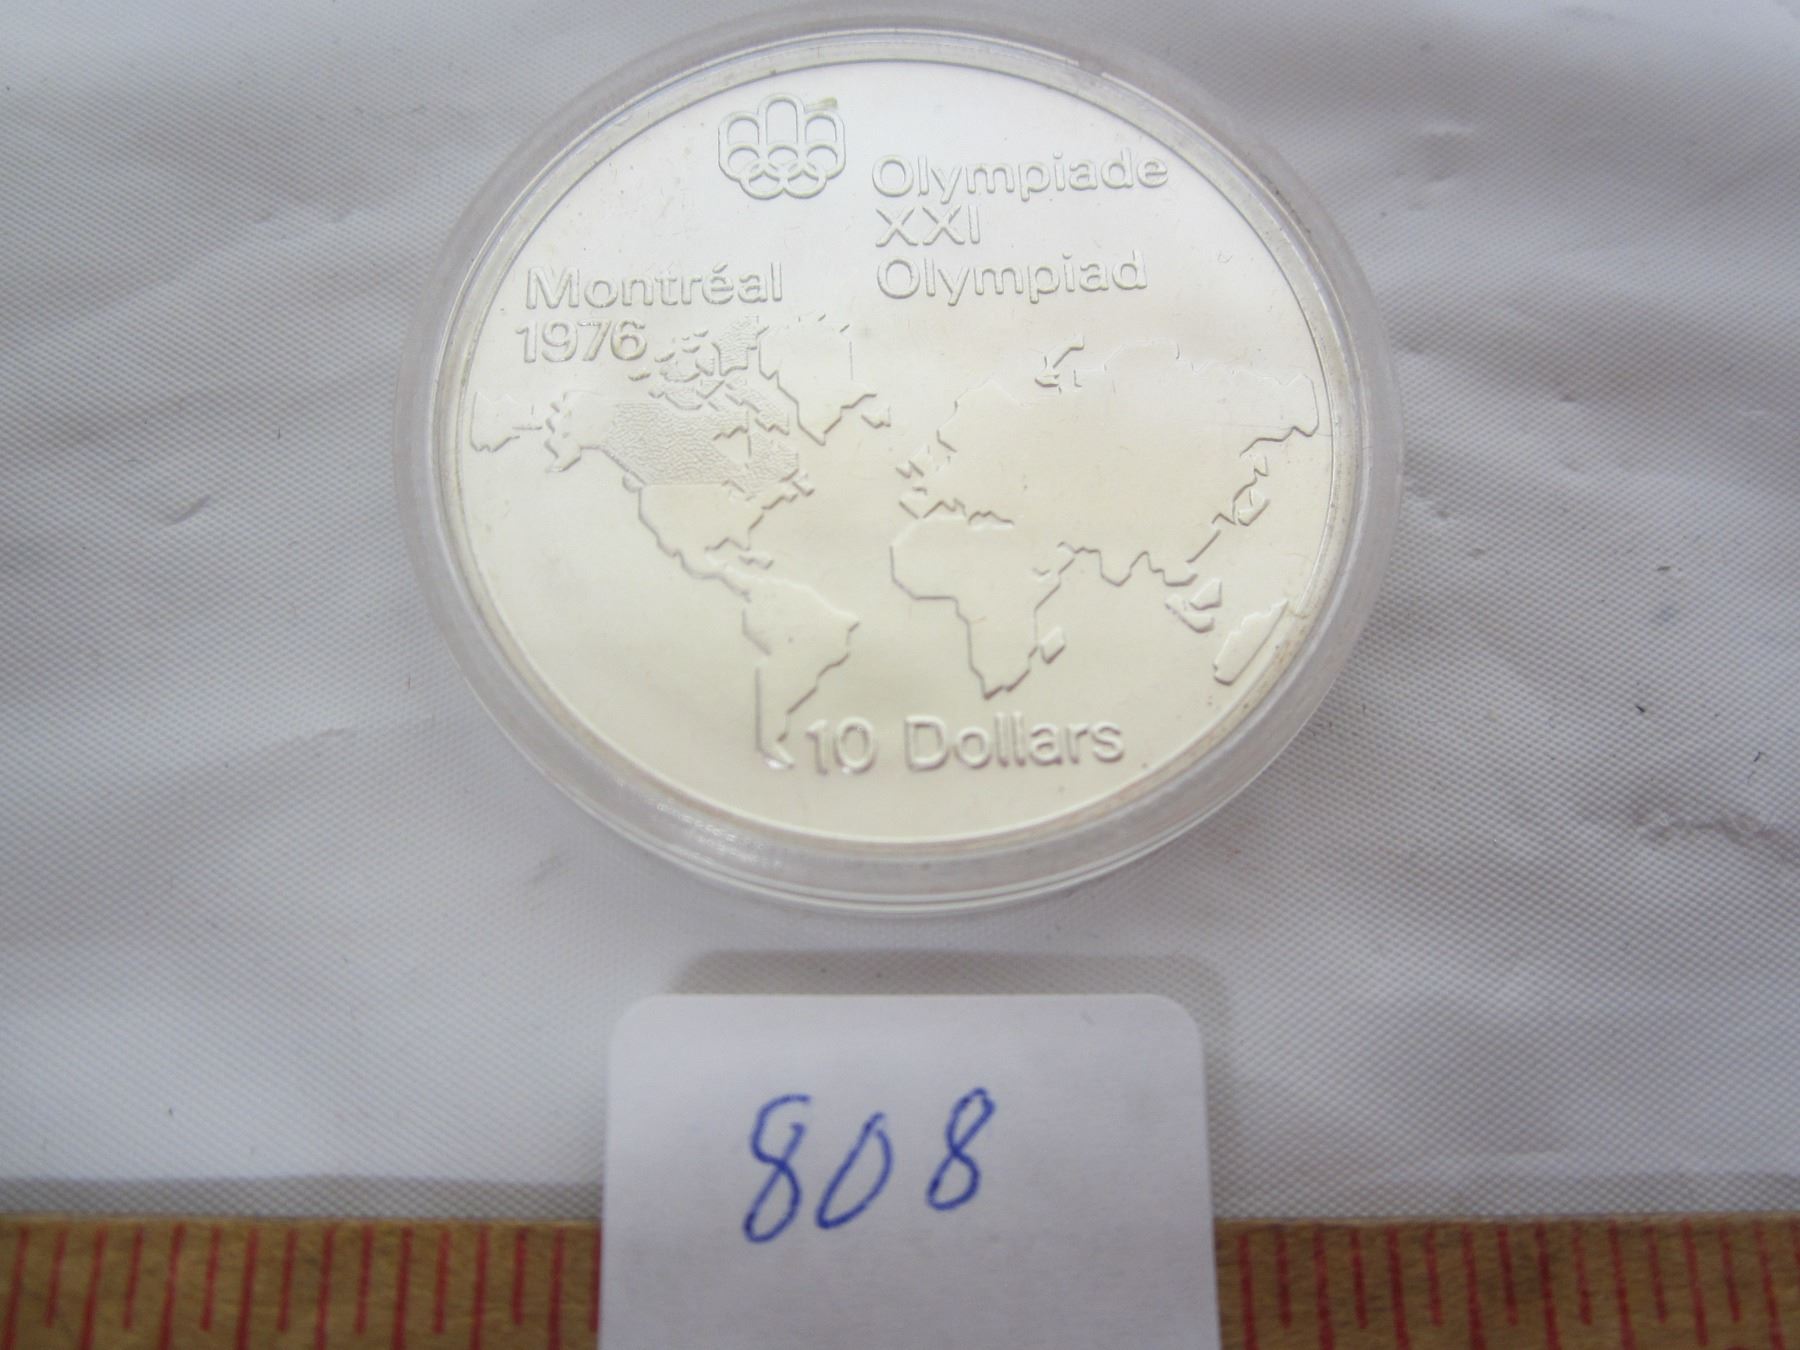 Olympiade
XXI
Olympiad
Montréal
1976
10 Dollars
808